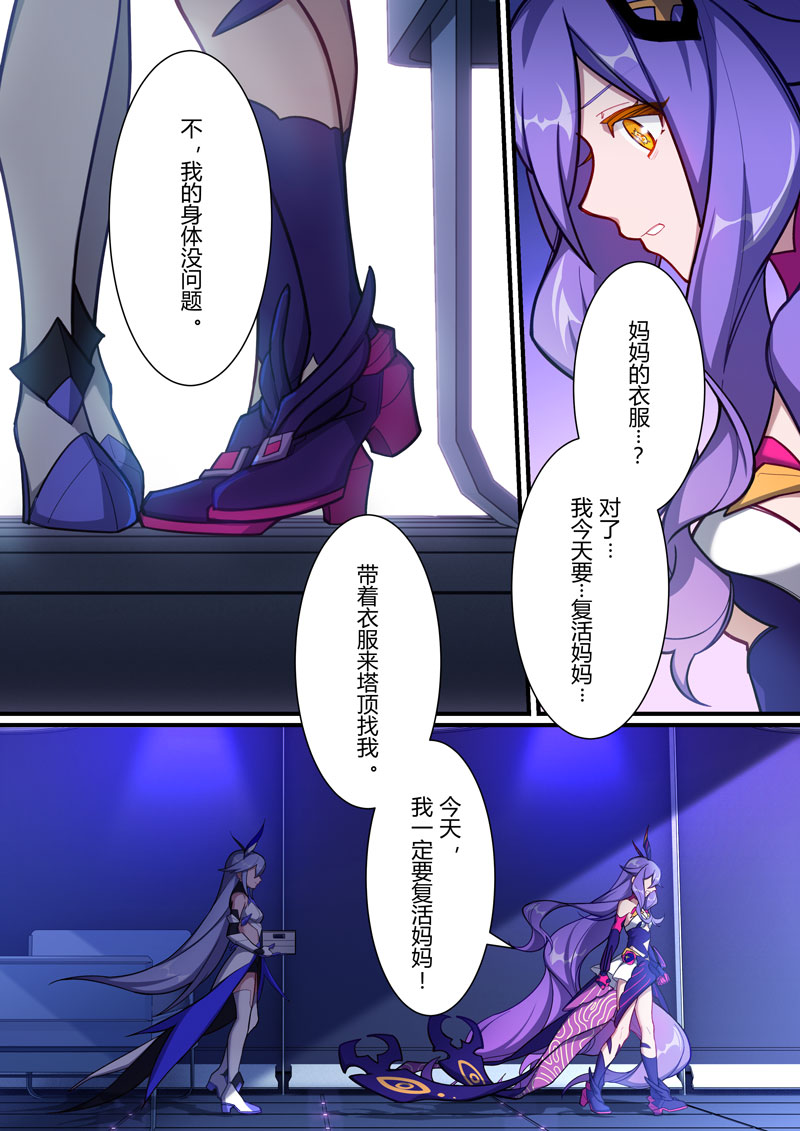 妈妈的衣服…?
对了…
我今天要…复活妈妈…
不，我的身体没问题。
带着衣服来塔顶找我。
今天，
我一定要复活妈妈！